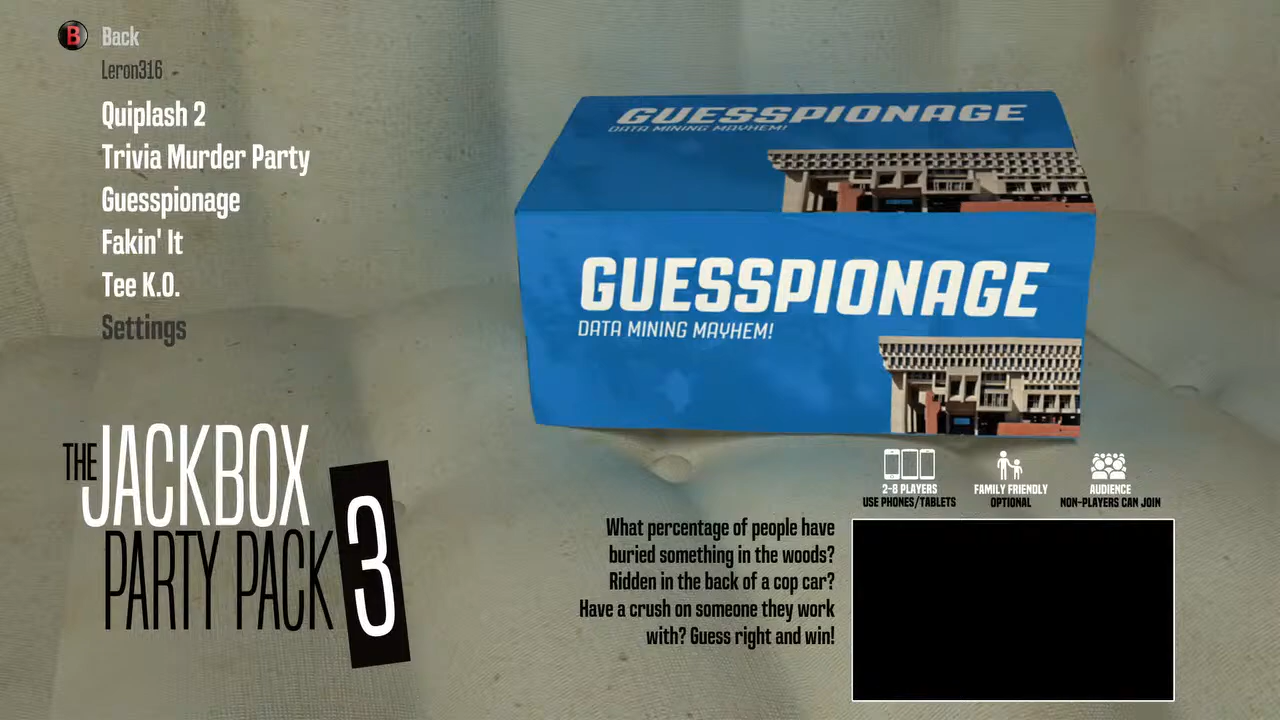 B Back
Leron316
Quiplash 2
Trivia Murder Party
Guesspionage
Fakin' It
Tee K.O.
Settings
THE JACKBOX
PARTY PACK 3
GUESSPIONAGE
DATA MINING MAYHEM!
GUESSPIONAGE
DATA MINING MAYHEM!
2-8 PLAYERS
USE PHONES/TABLETS
FAMILY FRIENDLY
OPTIONAL
AUDIENCE
NON-PLAYERS CAN JOIN
What percentage of people have
buried something in the woods?
Ridden in the back of a cop car?
Have a crush on someone they work
with? Guess right and win!